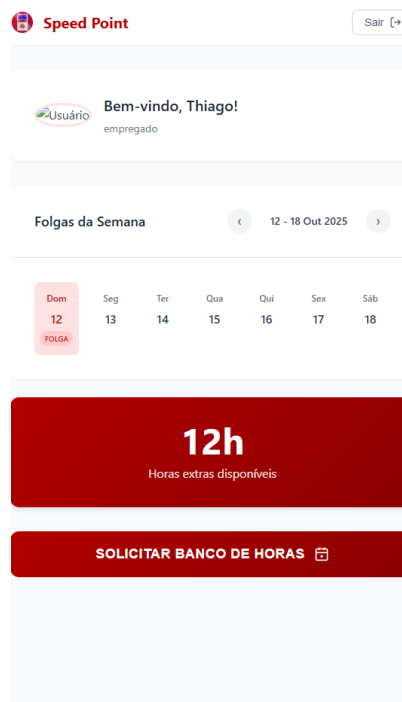 Speed Point
Sair
Usuário
Bem-vindo, Thiago!
empregado
Folgas da Semana
‹ 12 - 18 Out 2025 ›
Dom Seg Ter Qua Qui Sex Sáb
12 13 14 15 16 17 18
FOLGA
12h
Horas extras disponíveis
SOLICITAR BANCO DE HORAS